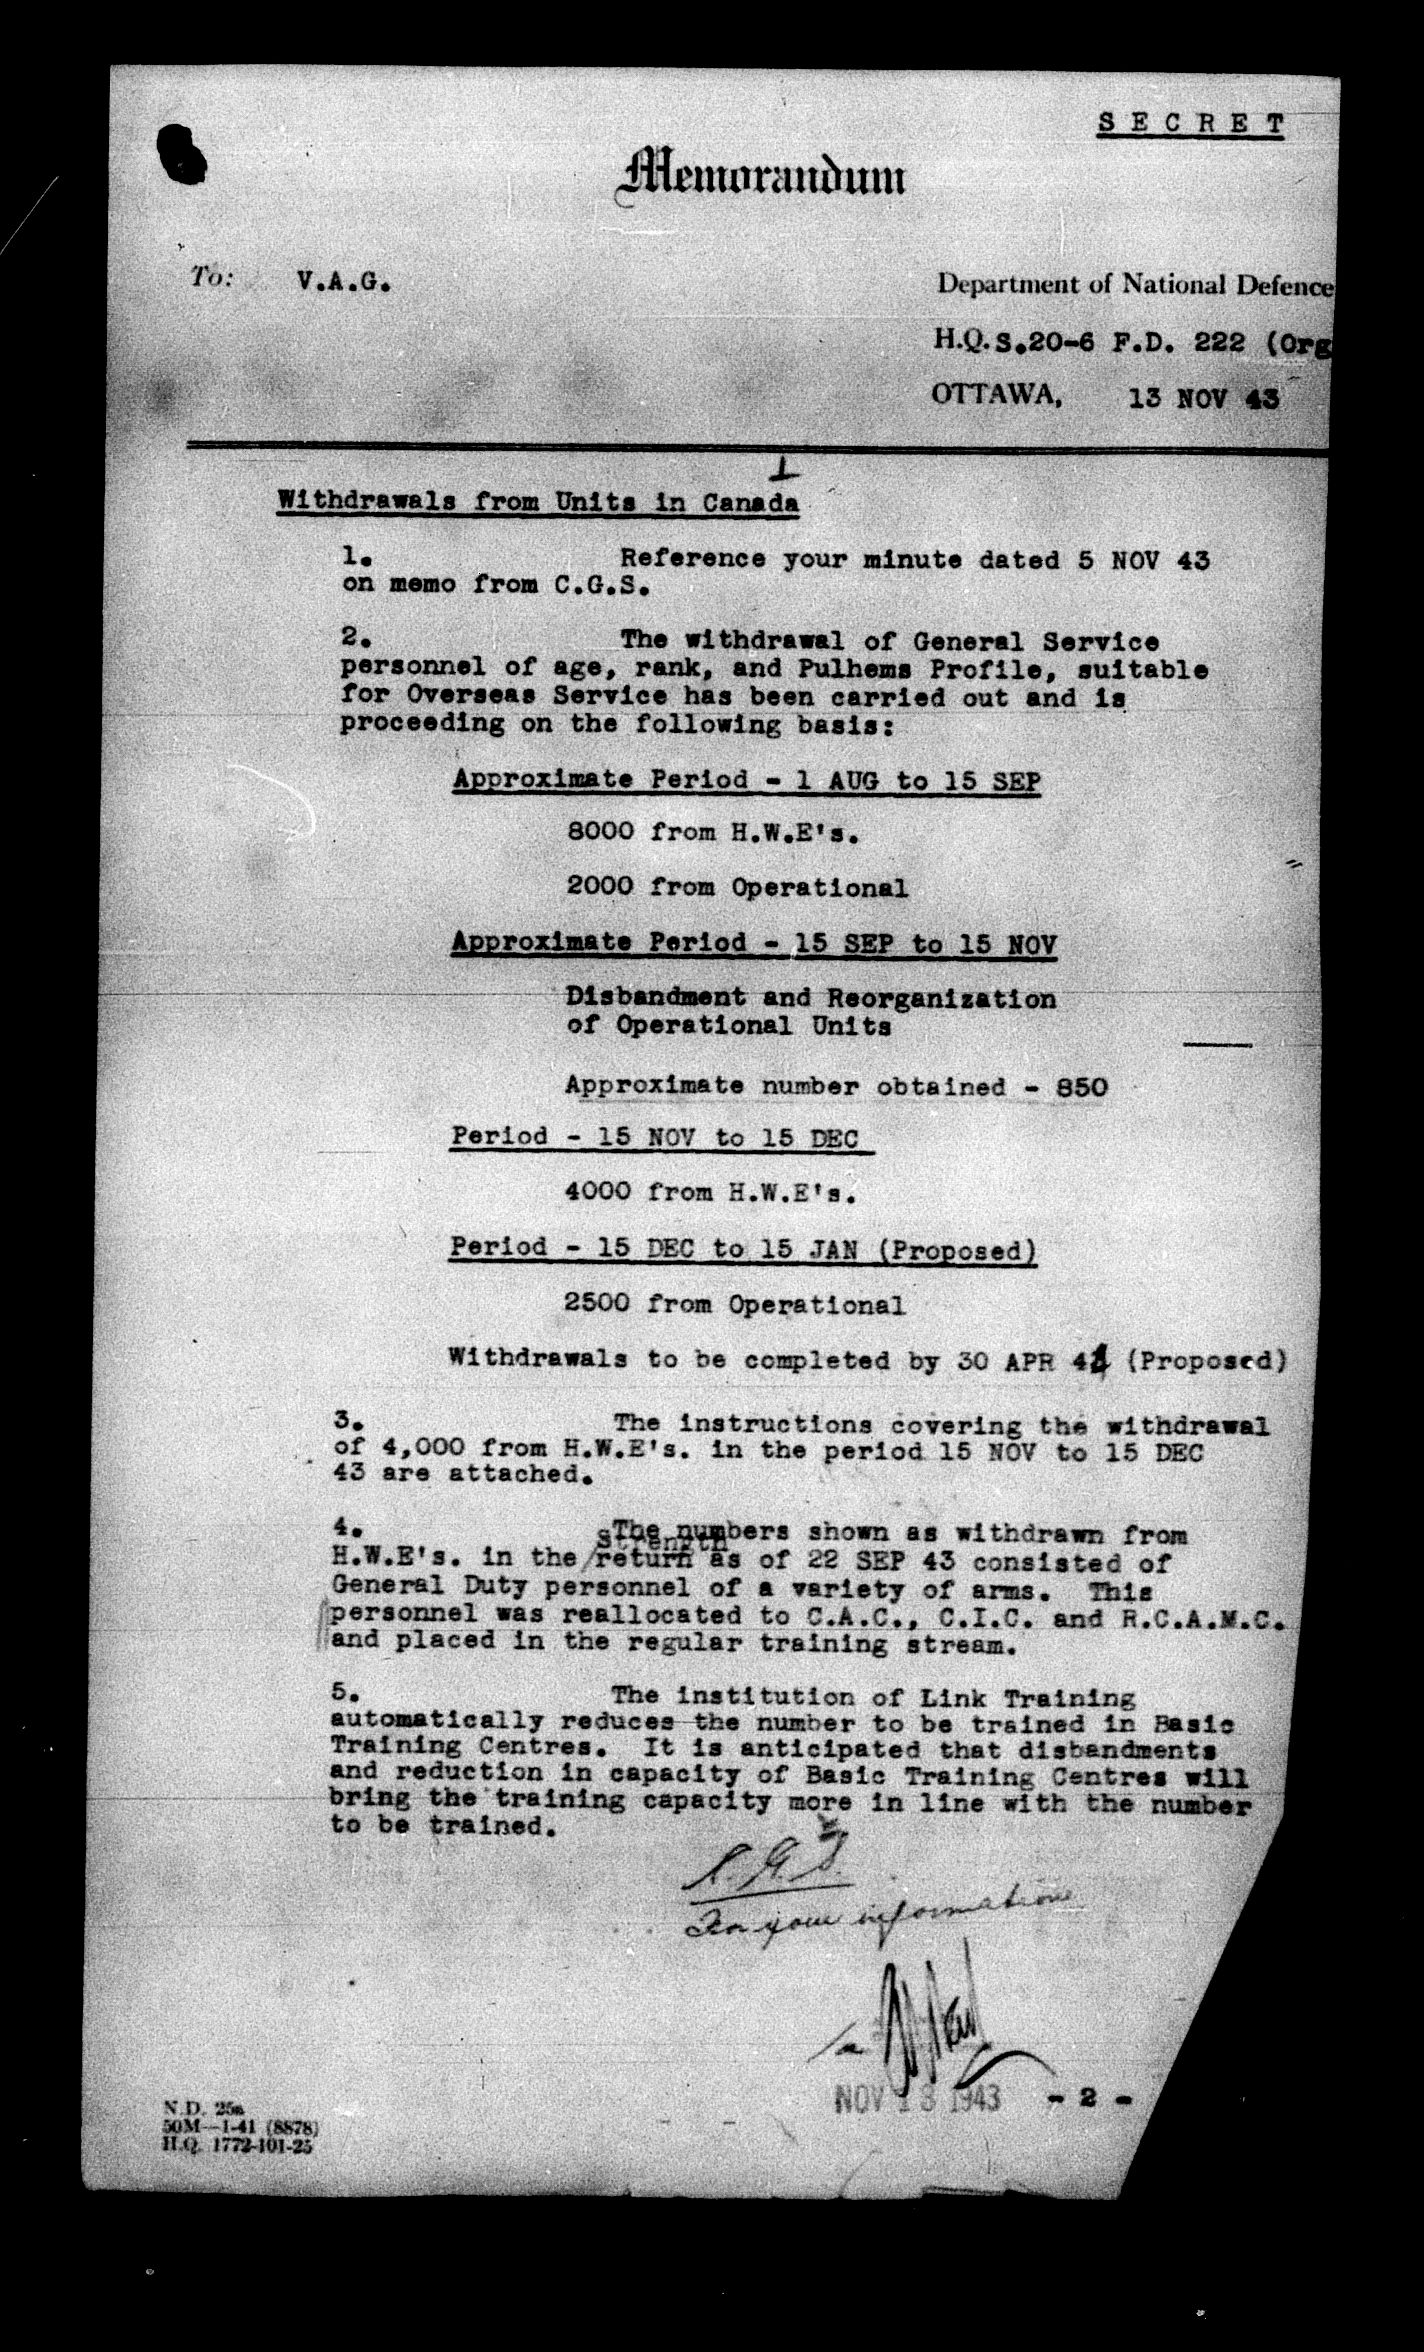 SECRET
Memorandum
To: V.A.G.
Department of National Defence
H.Q. S.20-6 F.D. 222 (Org
OTTAWA, 13 NOV 43
Withdrawals from Units in Canada
1. Reference your minute dated 5 NOV 43
on memo from C.G.S.
2. The withdrawal of General Service
personnel of age, rank, and Pulhems Profile, suitable
for Overseas Service has been carried out and is
proceeding on the following basis:
Approximate Period - 1 AUG to 15 SEP
8000 from H.W.E's.
2000 from Operational
Approximate Period - 15 SEP to 15 NOV
Disbandment and Reorganization
of Operational Units
Approximate number obtained - 850
Period - 15 NOV to 15 DEC
4000 from H.W.E's.
Period - 15 DEC to 15 JAN (Proposed)
2500 from Operational
Withdrawals to be completed by 30 APR (Proposed)
3. The instructions covering the withdrawal
of 4,000 from H.W.E's. in the period 15 NOV to 15 DEC
43 are attached.
4. The numbers shown as withdrawn from
strength
H.W.E's. in the/return as of 22 SEP 43 consisted of
General Duty personnel of a variety of arms. This
personnel was reallocated to C.A.C., C.I.C. and R.C.A.M.C.
and placed in the regular training stream.
5. The institution of Link Training
automatically reduces the number to be trained in Basic
Training Centres. It is anticipated that disbandments
and reduction in capacity of Basic Training Centres will
bring the training capacity more in line with the number
to be trained.
For your information
NOV 18 1943 - 2 -
N.D. 25a
50M-1-41 (8878)
H.Q. 1772-101-25